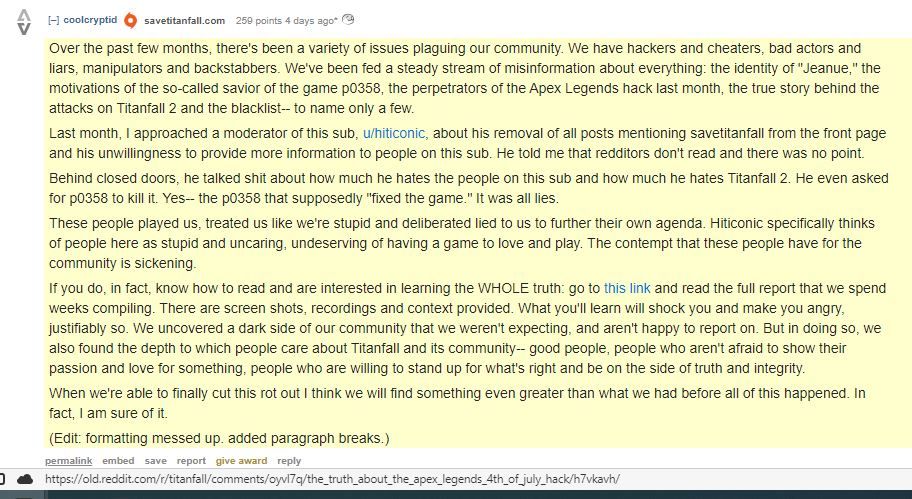 [–] coolcryptid savetitanfall.com 259 points 4 days ago*
Over the past few months, there's been a variety of issues plaguing our community. We have hackers and cheaters, bad actors and
liars, manipulators and backstabbers. We've been fed a steady stream of misinformation about everything: the identity of "Jeanue," the
motivations of the so-called savior of the game p0358, the perpetrators of the Apex Legends hack last month, the true story behind the
attacks on Titanfall 2 and the blacklist-- to name only a few.
Last month, I approached a moderator of this sub, u/hiticonic, about his removal of all posts mentioning savetitanfall from the front page
and his unwillingness to provide more information to people on this sub. He told me that redditors don't read and there was no point.
Behind closed doors, he talked shit about how much he hates the people on this sub and how much he hates Titanfall 2. He even asked
for p0358 to kill it. Yes-- the p0358 that supposedly "fixed the game." It was all lies.
These people played us, treated us like we're stupid and deliberated lied to us to further their own agenda. Hiticonic specifically thinks
of people here as stupid and uncaring, undeserving of having a game to love and play. The contempt that these people have for the
community is sickening.
If you do, in fact, know how to read and are interested in learning the WHOLE truth: go to this link and read the full report that we spend
weeks compiling. There are screen shots, recordings and context provided. What you'll learn will shock you and make you angry,
justifiably so. We uncovered a dark side of our community that we weren't expecting, and aren't happy to report on. But in doing so, we
also found the depth to which people care about Titanfall and its community-- good people, people who aren't afraid to show their
passion and love for something, people who are willing to stand up for what's right and be on the side of truth and integrity.
When we're able to finally cut this rot out I think we will find something even greater than what we had before all of this happened. In
fact, I am sure of it.
(Edit: formatting messed up. added paragraph breaks.)
permalink embed save report give award reply
https://old.reddit.com/r/titanfall/comments/oyvl7q/the_truth_about_the_apex_legends_4th_of_july_hack/h7vkavh/